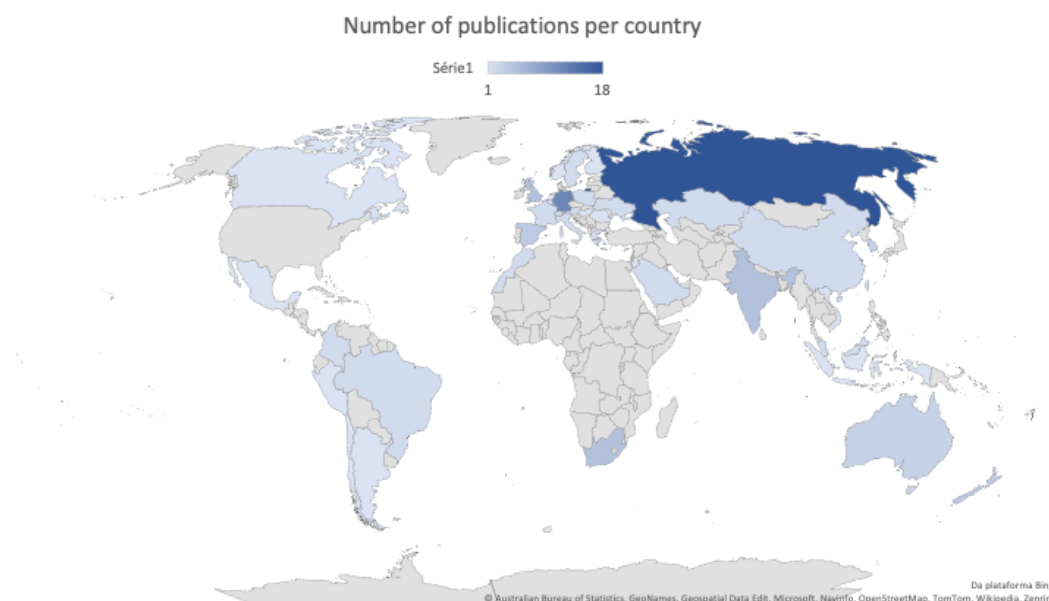 Number of publications per country
Série1
1 18
Da plataforma Bin
© Australian Bureau of Statistics, GeoNames, Geospatial Data Edit, Microsoft, Navinfo, OpenStreetMap, TomTom, Wikipedia, Zenrin